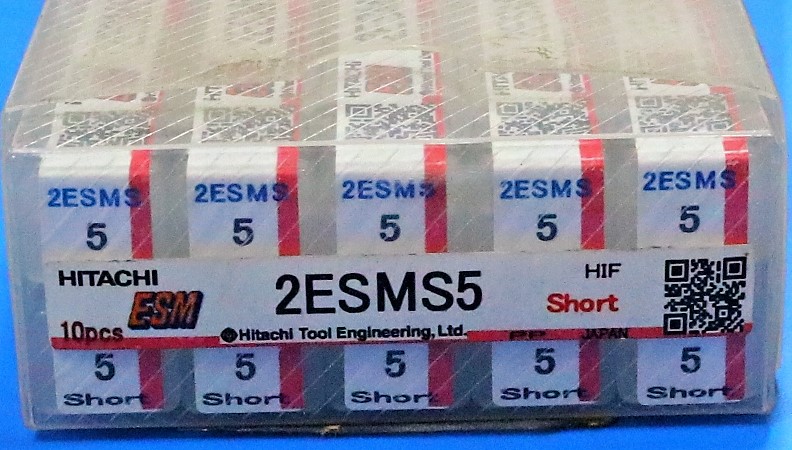 2ESMS 2ESMS 2ESMS 2ESMS 2ESMS
5 5 5 5 5
HITACHI 2ESMS5 HIF
ESM Short
10pcs Hitachi Tool Engineering, Ltd. JAPAN
5 5 5 5 5
Short Short Short Short Short